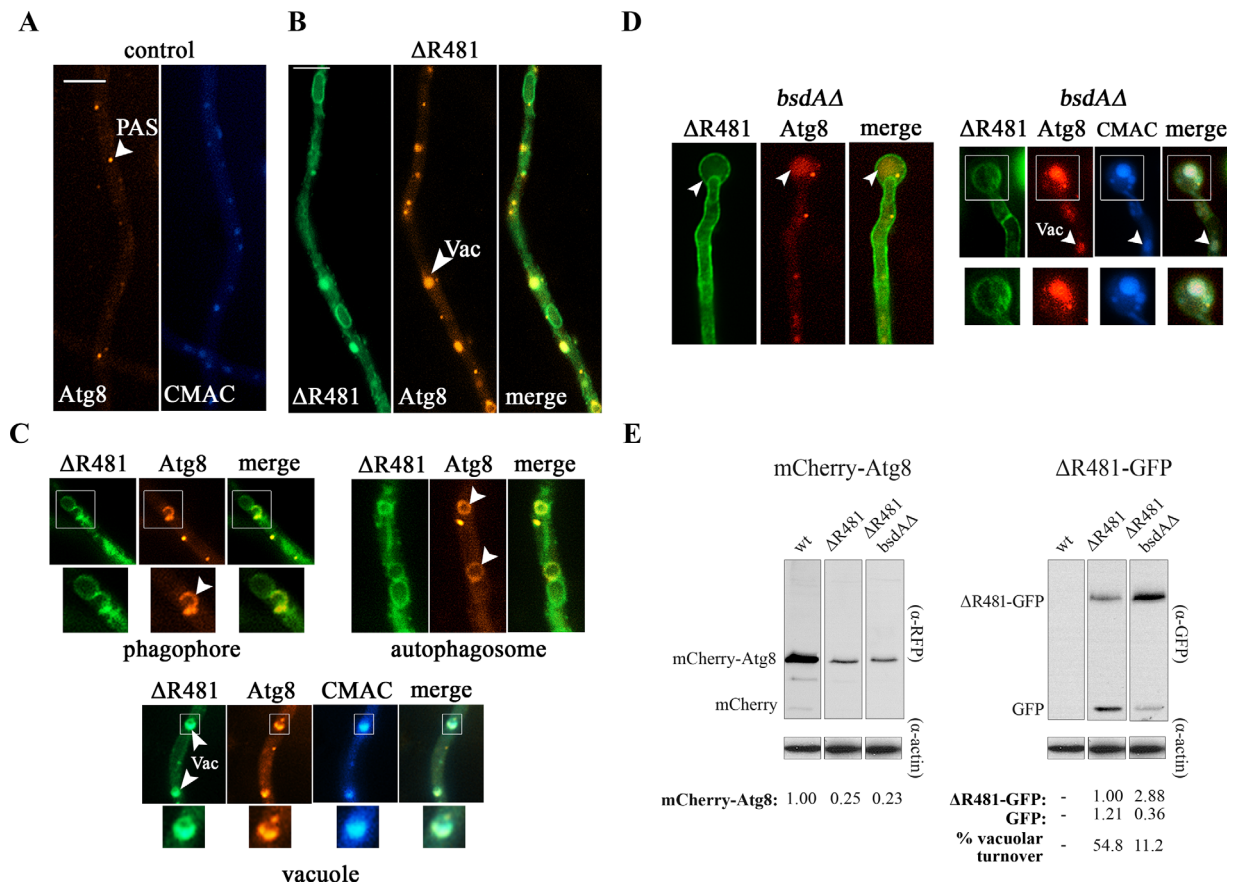 A
control
PAS
Atg8
CMAC
B
ΔR481
Vac
ΔR481
Atg8
merge
C
ΔR481
Atg8
merge
phagophore
ΔR481
Atg8
merge
autophagosome
ΔR481
Atg8
CMAC
merge
Vac
vacuole
D
bsdAΔ
ΔR481
Atg8
merge
bsdAΔ
ΔR481
Atg8
CMAC
merge
Vac
E
mCherry-Atg8
wt
ΔR481
ΔR481
bsdAΔ
mCherry-Atg8
mCherry
(α-RFP)
(α-actin)
mCherry-Atg8: 1.00 0.25 0.23
ΔR481-GFP
wt
ΔR481
ΔR481
bsdAΔ
ΔR481-GFP
GFP
(α-GFP)
(α-actin)
ΔR481-GFP: - 1.00 2.88
GFP: - 1.21 0.36
% vacuolar
turnover - 54.8 11.2